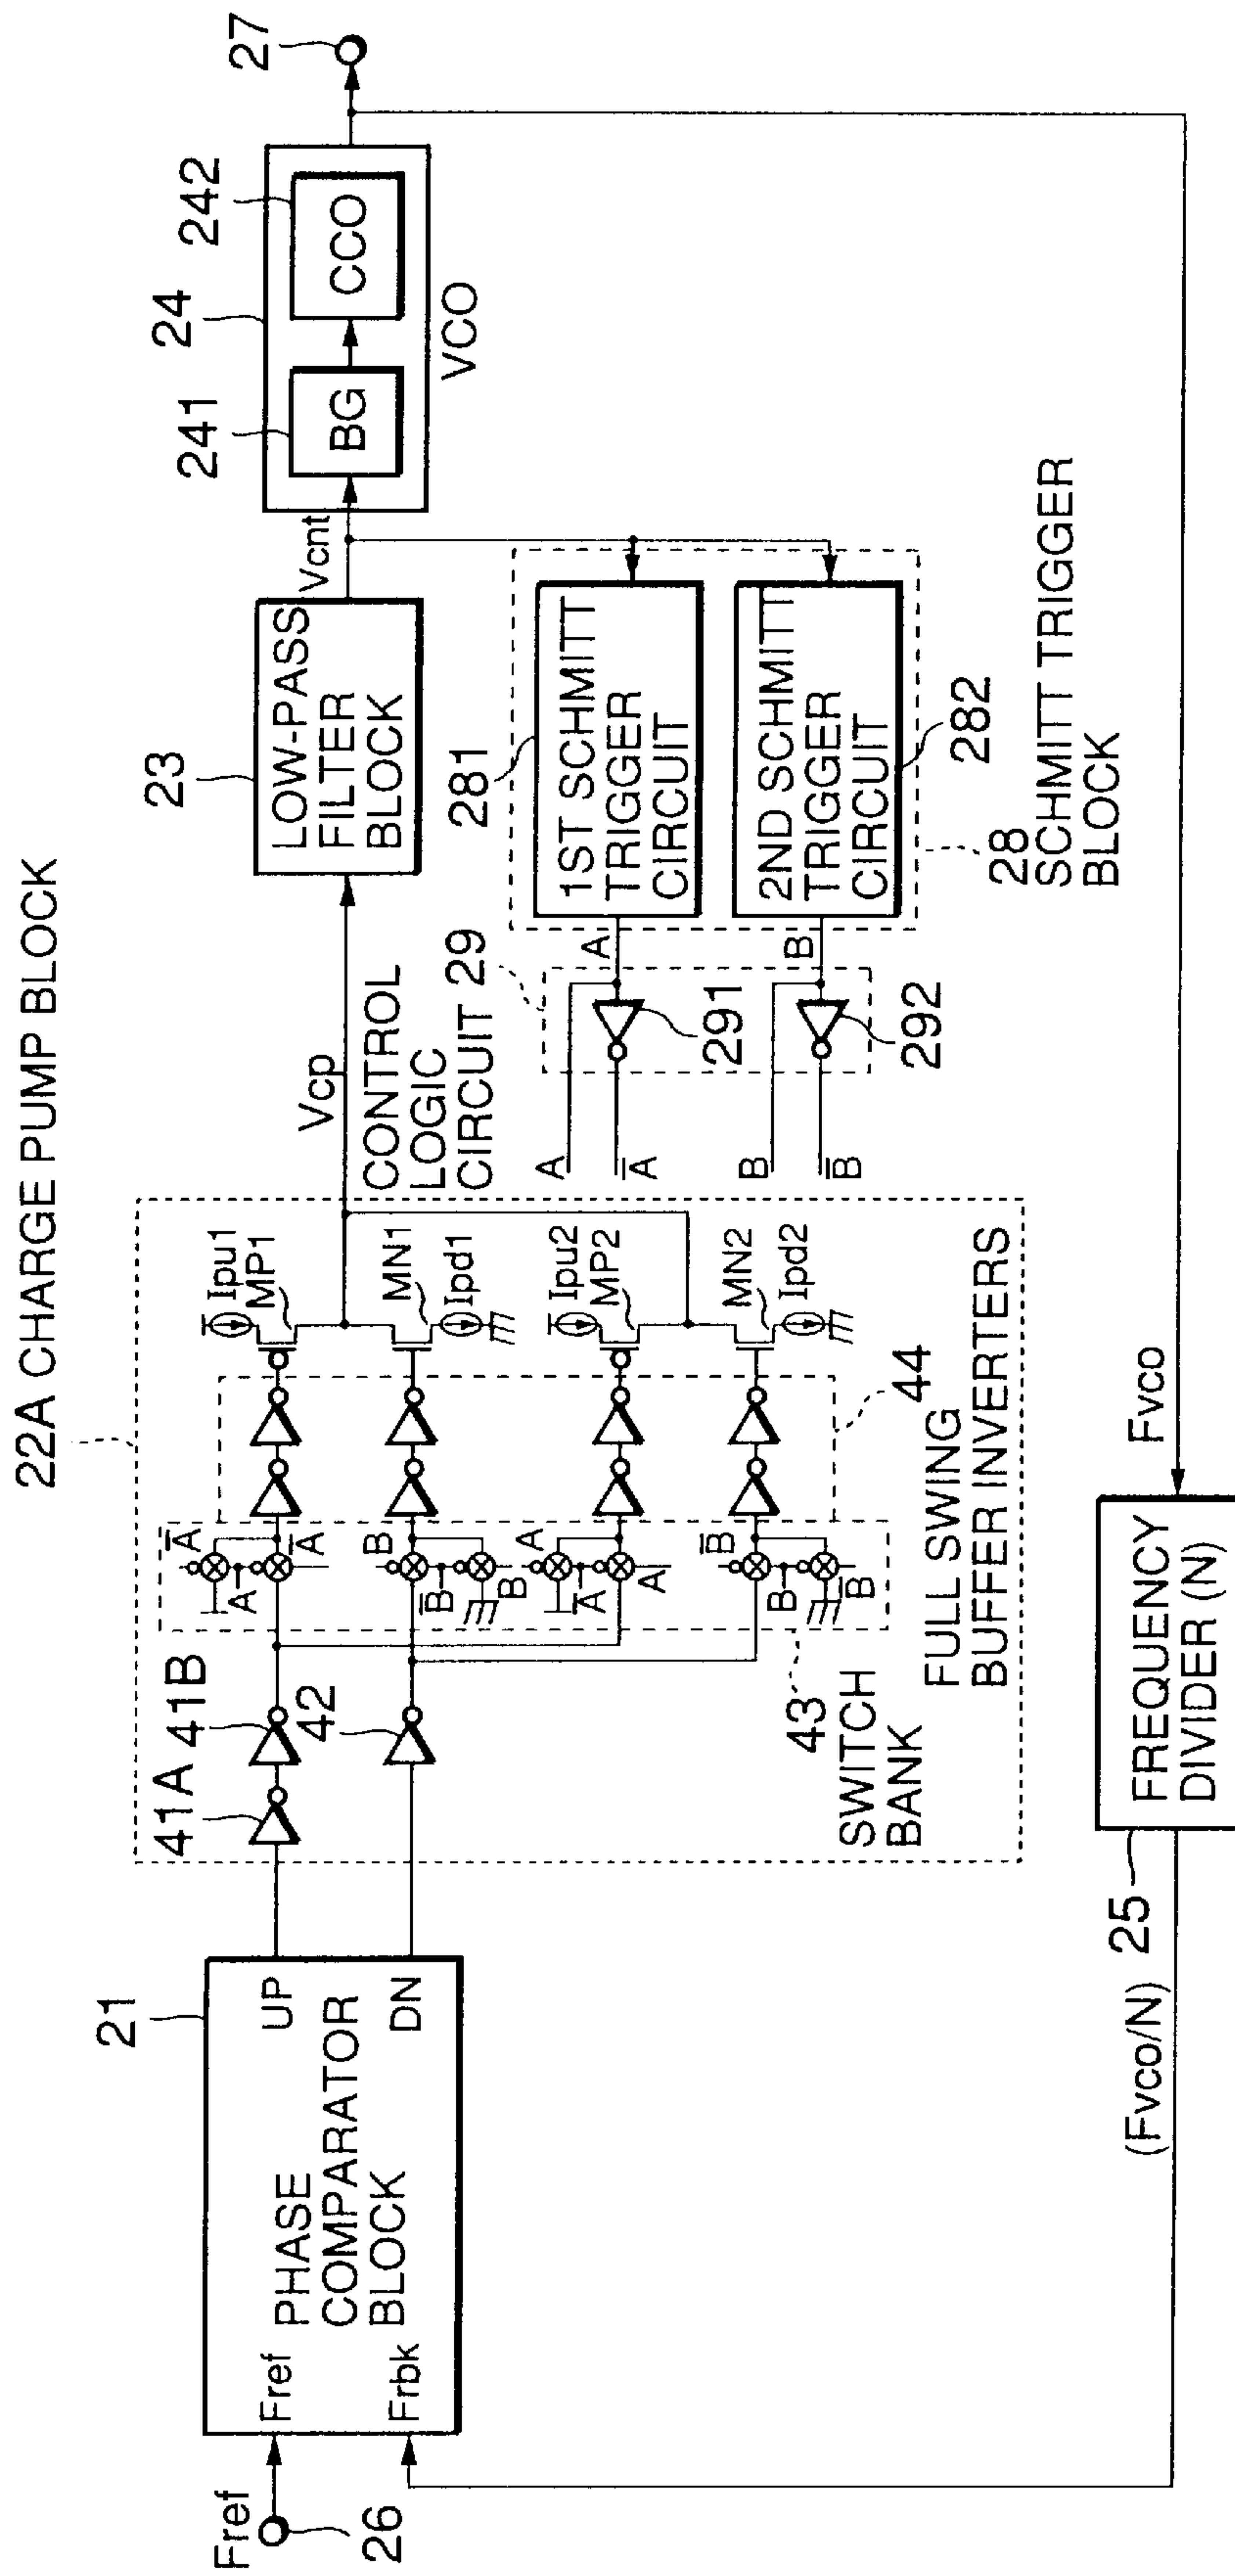 22A CHARGE PUMP BLOCK
Fref
26
21
Fref
Frbk
PHASE
COMPARATOR
BLOCK
UP
DN
41A
41B
42
A̅
A
A̅
B
B̅
B
A
A̅
A
B̅
B
B̅
43
SWITCH
BANK
44
FULL SWING
BUFFER INVERTERS
Ipu1
MP1
MN1
Ipd1
Ipu2
MP2
MN2
Ipd2
Vcp
CONTROL
LOGIC
CIRCUIT 29
A
A̅
B
B̅
291
292
A
B
23
LOW-PASS
FILTER
BLOCK
Vcnt
281
1ST SCHMITT
TRIGGER
CIRCUIT
2ND SCHMITT
TRIGGER
CIRCUIT
282
28
SCHMITT TRIGGER
BLOCK
24
241
BG
242
CCO
VCO
27
Fvco
FREQUENCY
DIVIDER (N)
25
(Fvco/N)